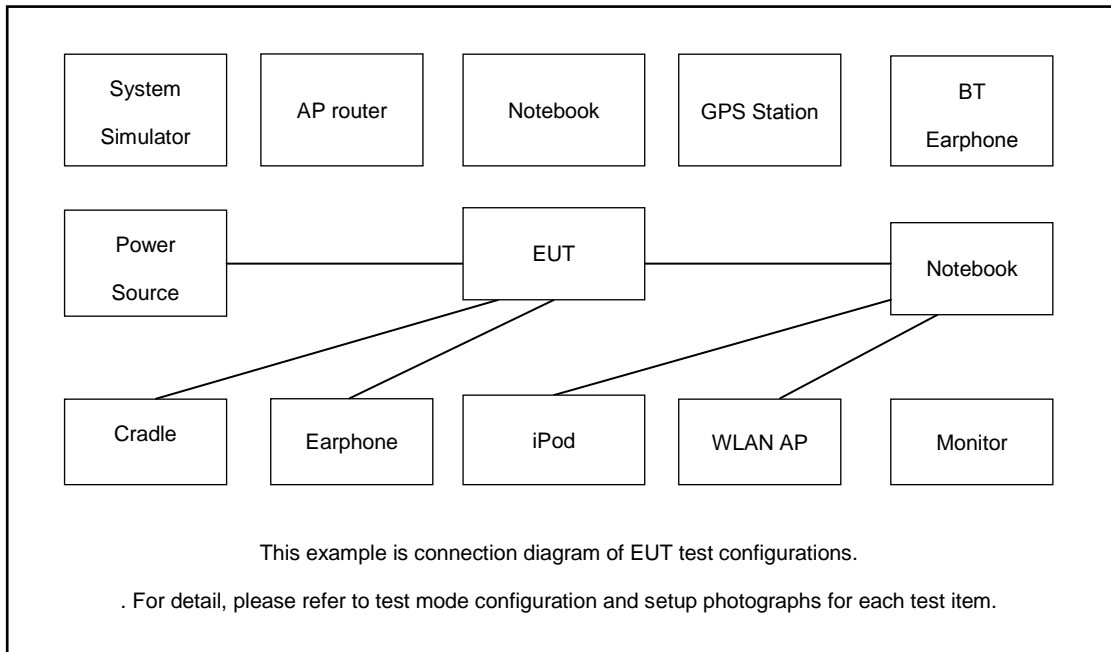 System
Simulator
AP router
Notebook
GPS Station
BT
Earphone
Power
Source
EUT
Notebook
Cradle
Earphone
iPod
WLAN AP
Monitor
This example is connection diagram of EUT test configurations.
. For detail, please refer to test mode configuration and setup photographs for each test item.